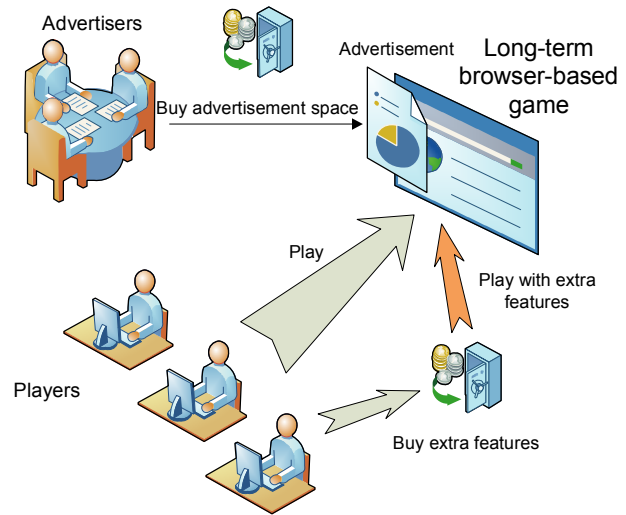 Advertisers
Advertisement
Long-term
browser-based
game
Buy advertisement space
Play
Play with extra
features
Players
Buy extra features